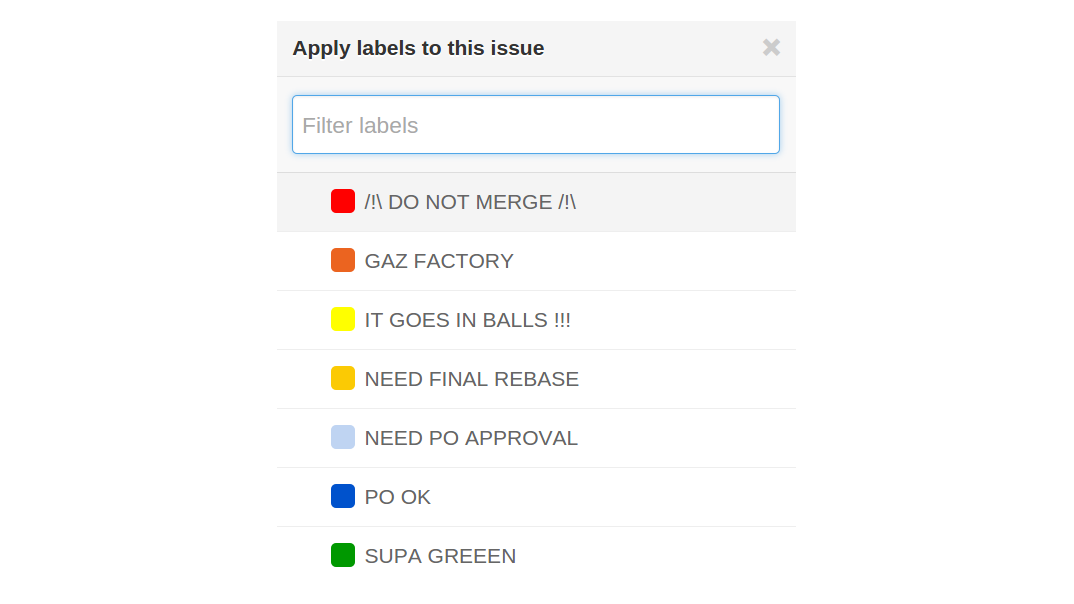 Apply labels to this issue
Filter labels
/!\ DO NOT MERGE /!\
GAZ FACTORY
IT GOES IN BALLS !!!
NEED FINAL REBASE
NEED PO APPROVAL
PO OK
SUPA GREEEN